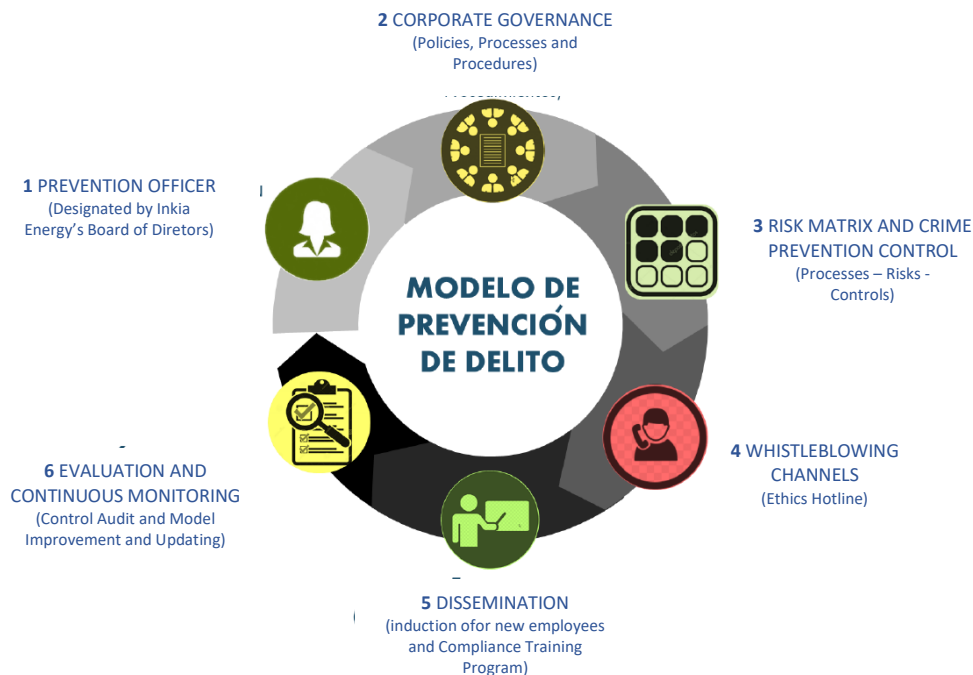 2 CORPORATE GOVERNANCE
(Policies, Processes and
Procedures)
1 PREVENTION OFFICER
(Designated by Inkia
Energy's Board of Diretors)
3 RISK MATRIX AND CRIME
PREVENTION CONTROL
(Processes – Risks -
Controls)
MODELO DE
PREVENCIÓN
DE DELITO
4 WHISTLEBLOWING
CHANNELS
(Ethics Hotline)
6 EVALUATION AND
CONTINUOUS MONITORING
(Control Audit and Model
Improvement and Updating)
5 DISSEMINATION
(induction ofor new employees
and Compliance Training
Program)